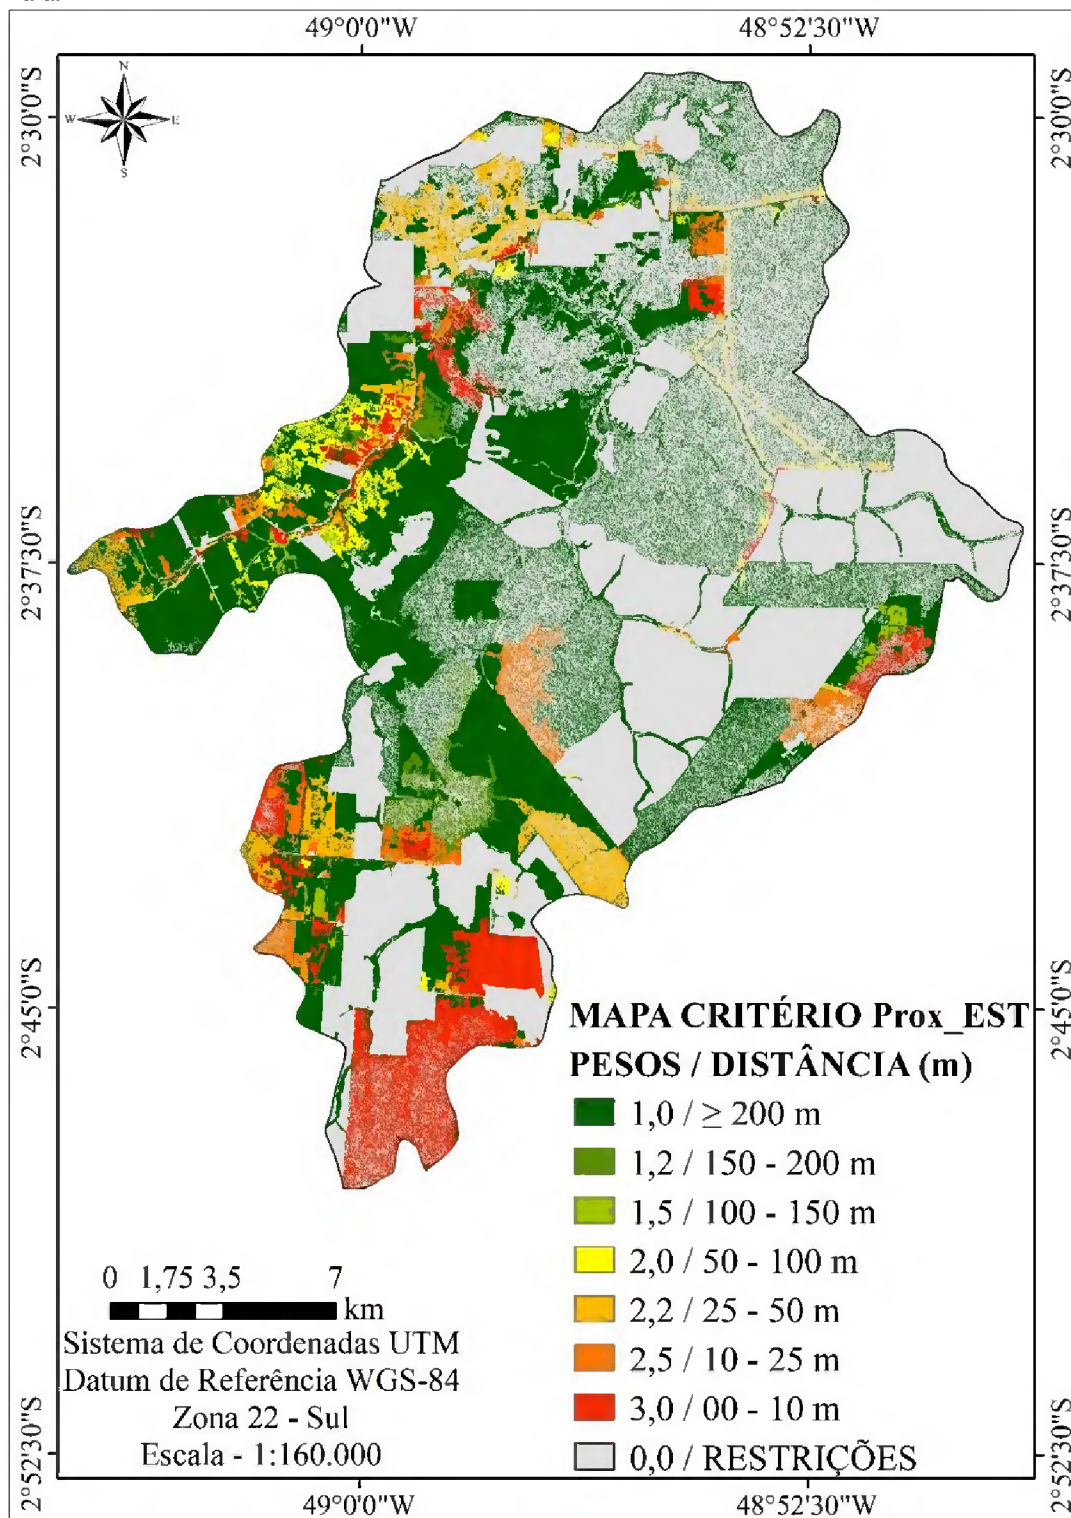 49°0'0"W 48°52'30"W
2°30'0"S 2°30'0"S
N
W E
S
2°37'30"S 2°37'30"S
2°45'0"S 2°45'0"S
MAPA CRITÉRIO Prox_EST
PESOS / DISTÂNCIA (m)
1,0 / ≥ 200 m
1,2 / 150 - 200 m
1,5 / 100 - 150 m
2,0 / 50 - 100 m
2,2 / 25 - 50 m
2,5 / 10 - 25 m
3,0 / 00 - 10 m
0,0 / RESTRIÇÕES
0 1,75 3,5 7
km
Sistema de Coordenadas UTM
Datum de Referência WGS-84
Zona 22 - Sul
Escala - 1:160.000
2°52'30"S 2°52'30"S
49°0'0"W 48°52'30"W